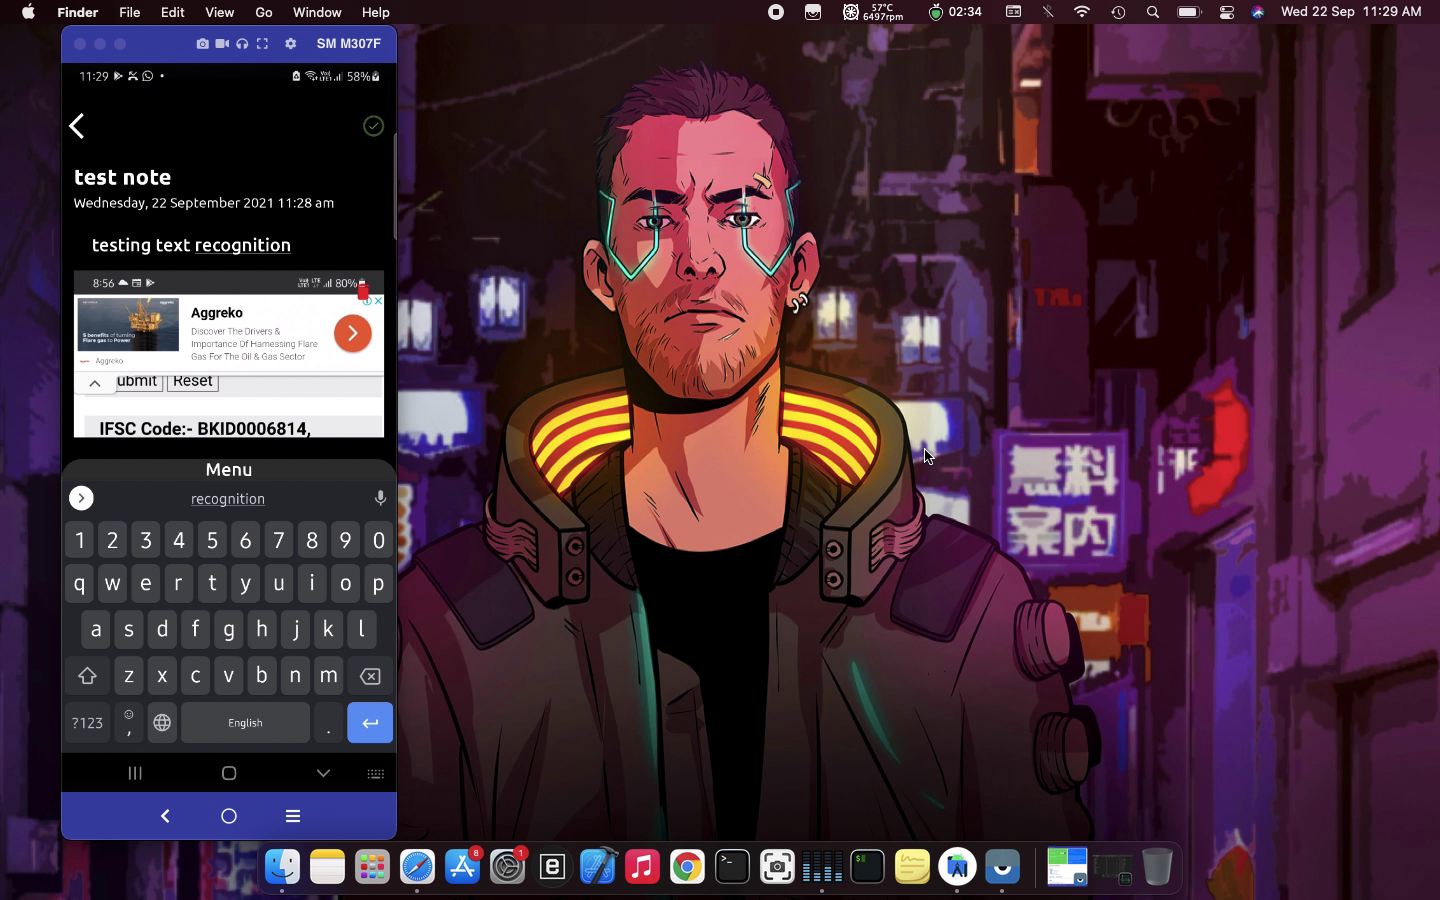 Finder File Edit View Go Window Help
57°C
6497rpm
02:34
Wed 22 Sep 11:29 AM
SM M307F
11:29
58%
test note
Wednesday, 22 September 2021 11:28 am
testing text recognition
8:56
80%
5 benefits of turning
Flare gas to Power
Aggreko
Discover The Drivers &
Importance Of Harnessing Flare
Gas For The Oil & Gas Sector
Aggreko
ubmit Reset
IFSC Code:- BKID0006814,
Menu
recognition
1 2 3 4 5 6 7 8 9 0
q w e r t y u i o p
a s d f g h j k l
z x c v b n m
?123 , English .
無料
案内
8
1